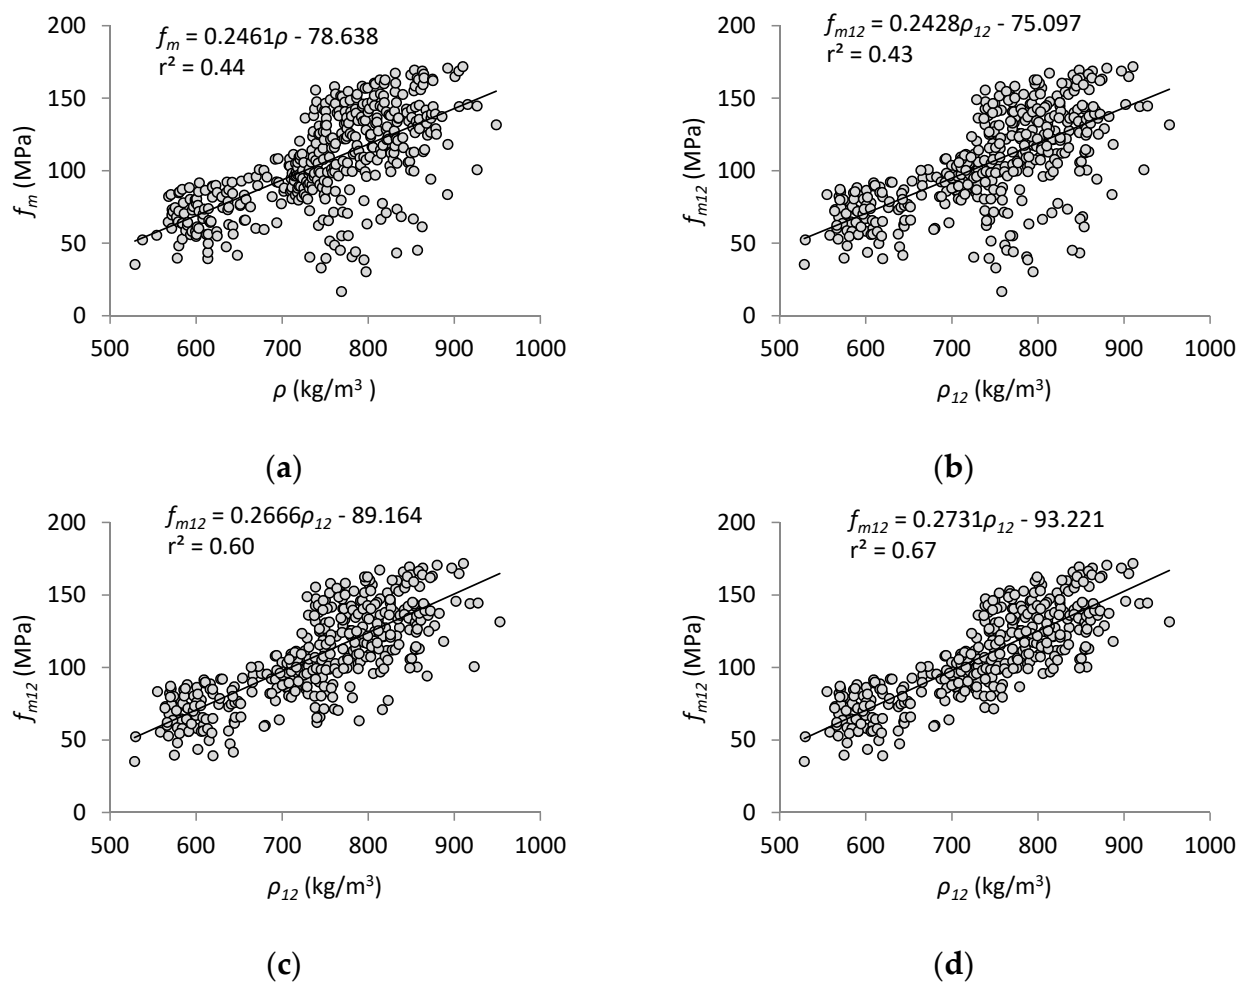 f_m = 0.2461ρ - 78.638
r² = 0.44
200
150
100
50
0
f_m (MPa)
500 600 700 800 900 1000
ρ (kg/m³ )
(a)
f_m12 = 0.2428ρ_12 - 75.097
r² = 0.43
200
150
100
50
0
f_m12 (MPa)
500 600 700 800 900 1000
ρ_12 (kg/m³)
(b)
f_m12 = 0.2666ρ_12 - 89.164
r² = 0.60
200
150
100
50
0
f_m12 (MPa)
500 600 700 800 900 1000
ρ_12 (kg/m³)
(c)
f_m12 = 0.2731ρ_12 - 93.221
r² = 0.67
200
150
100
50
0
f_m12 (MPa)
500 600 700 800 900 1000
ρ_12 (kg/m³)
(d)